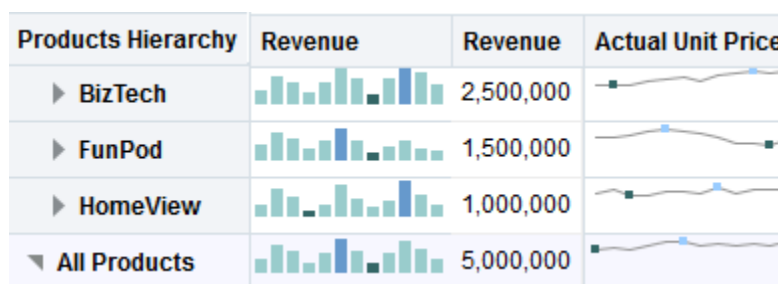 Products Hierarchy Revenue Revenue Actual Unit Price
BizTech 2,500,000
FunPod 1,500,000
HomeView 1,000,000
All Products 5,000,000